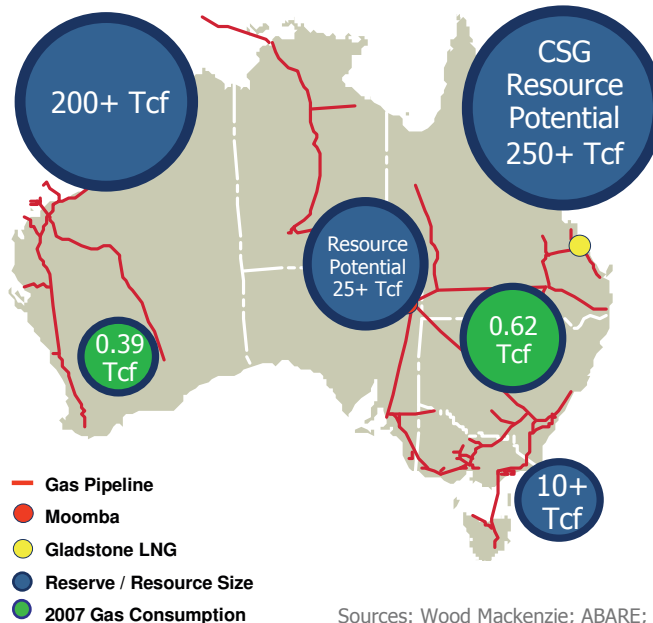 200+ Tcf
CSG
Resource
Potential
250+ Tcf
Resource
Potential
25+ Tcf
0.39
Tcf
0.62
Tcf
10+
Tcf
Gas Pipeline
Moomba
Gladstone LNG
Reserve / Resource Size
2007 Gas Consumption
Sources: Wood Mackenzie; ABARE;